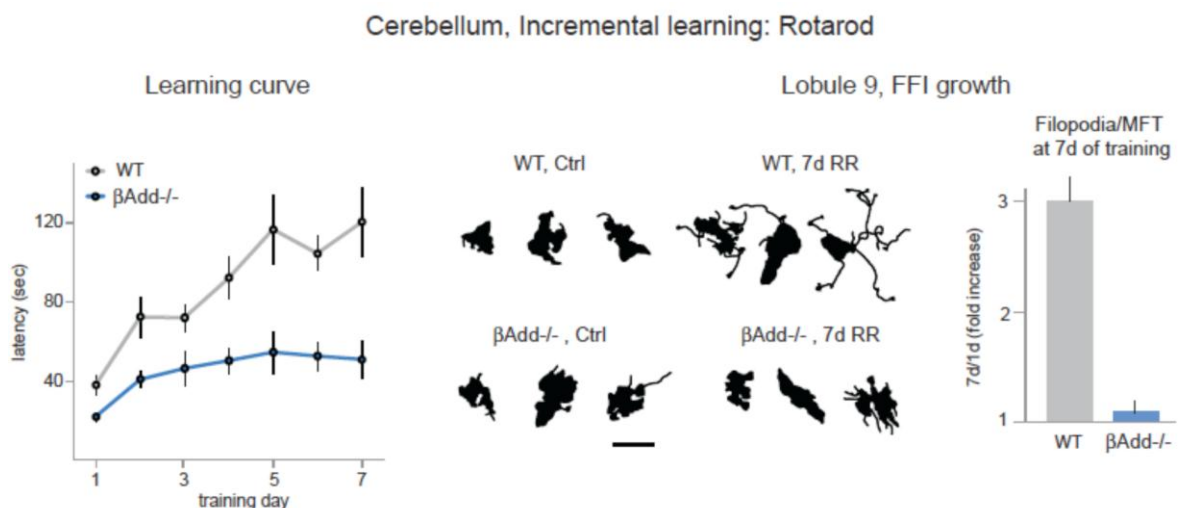 Cerebellum, Incremental learning: Rotarod
Learning curve
Lobule 9, FFI growth
WT
βAdd-/-
120
80
40
latency (sec)
1
3
5
7
training day
WT, Ctrl
WT, 7d RR
βAdd-/- , Ctrl
βAdd-/- , 7d RR
Filopodia/MFT
at 7d of training
3
2
1
7d/1d (fold increase)
WT
βAdd-/-